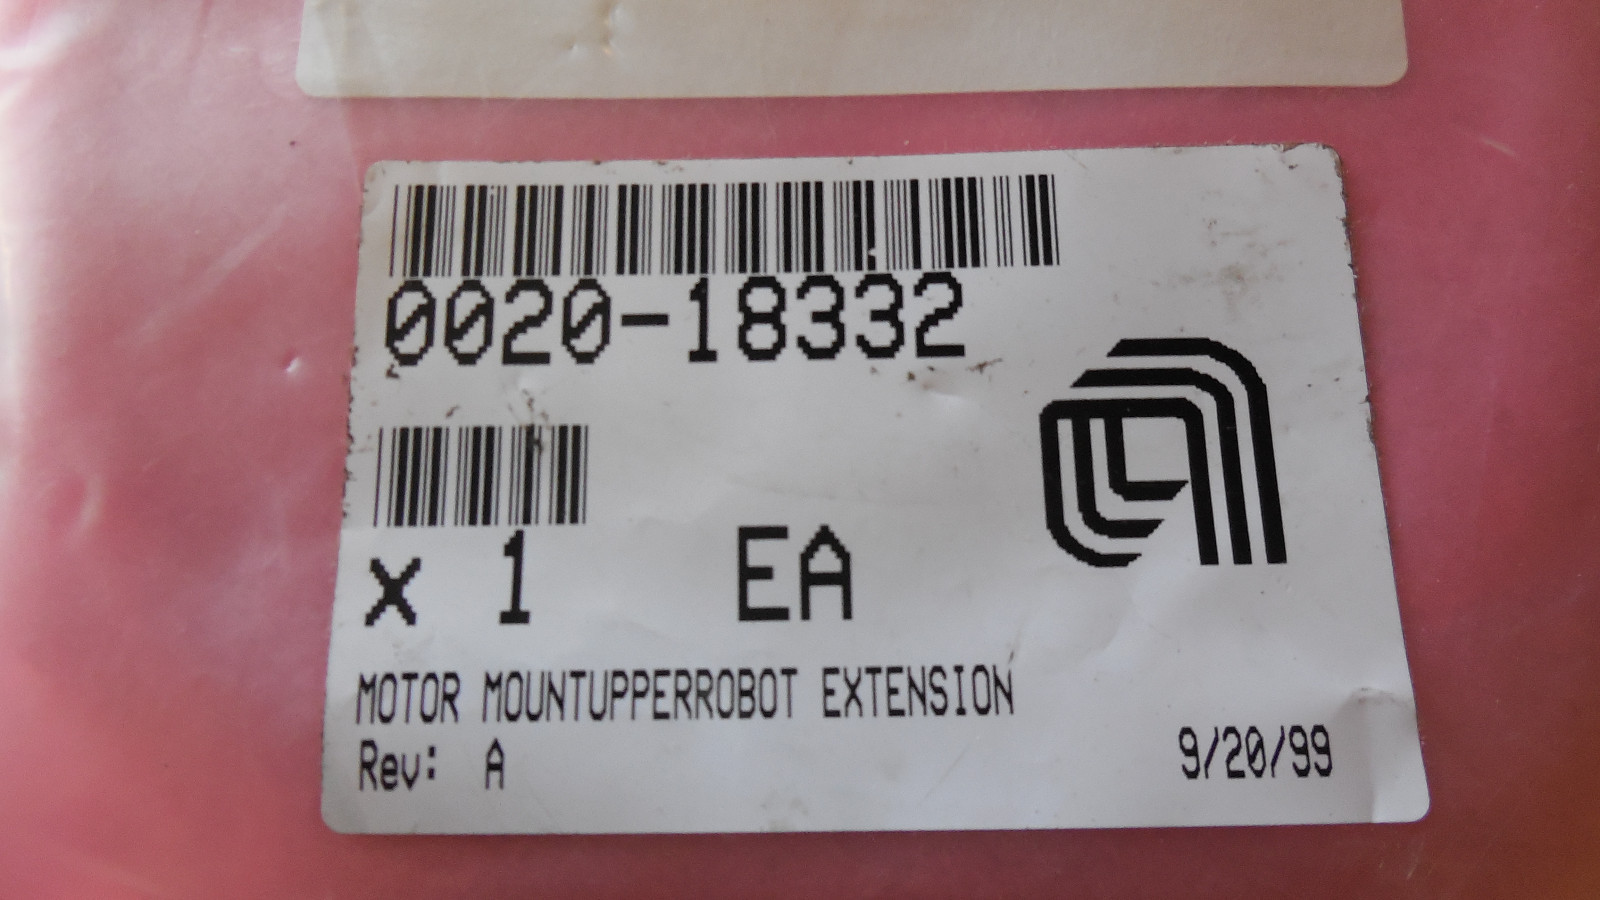 0020-18332
x 1 EA
MOTOR MOUNTUPPERROBOT EXTENSION
Rev: A 9/20/99